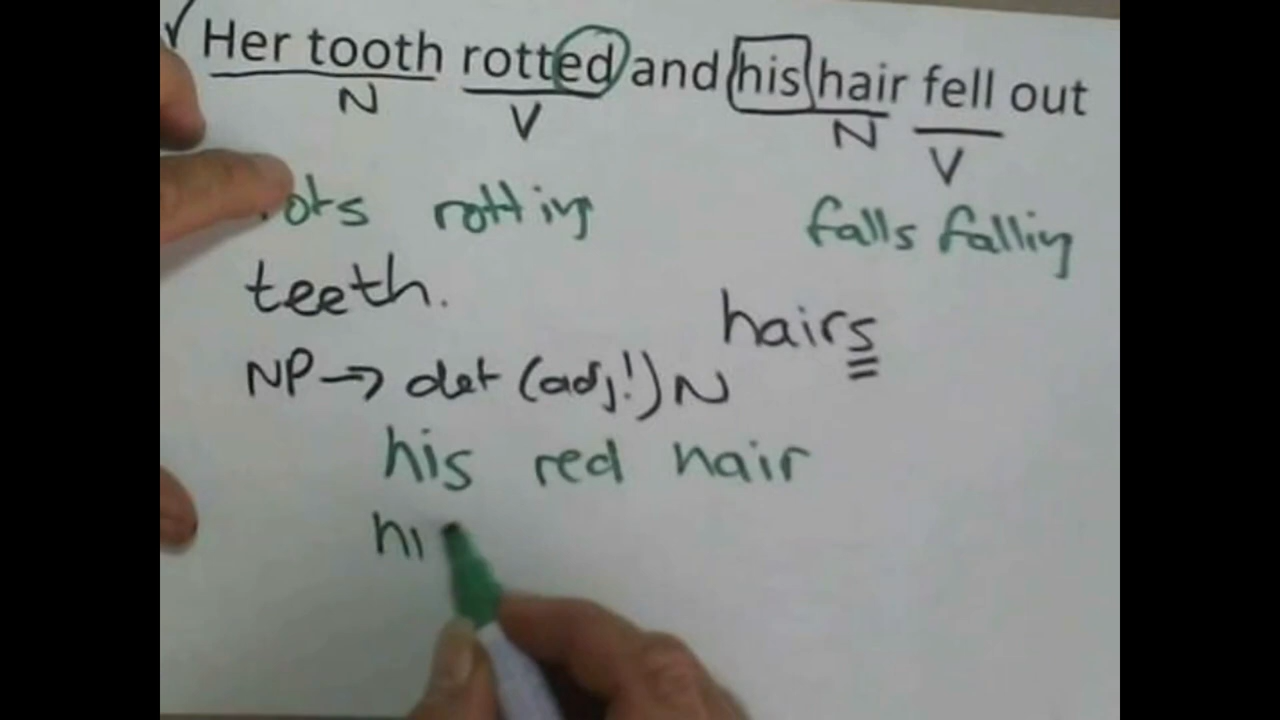 Her tooth rotted and his hair fell out
N V N V
rotting falls falling
teeth.
hairs
NP → det (adj!) N
his red hair
hi